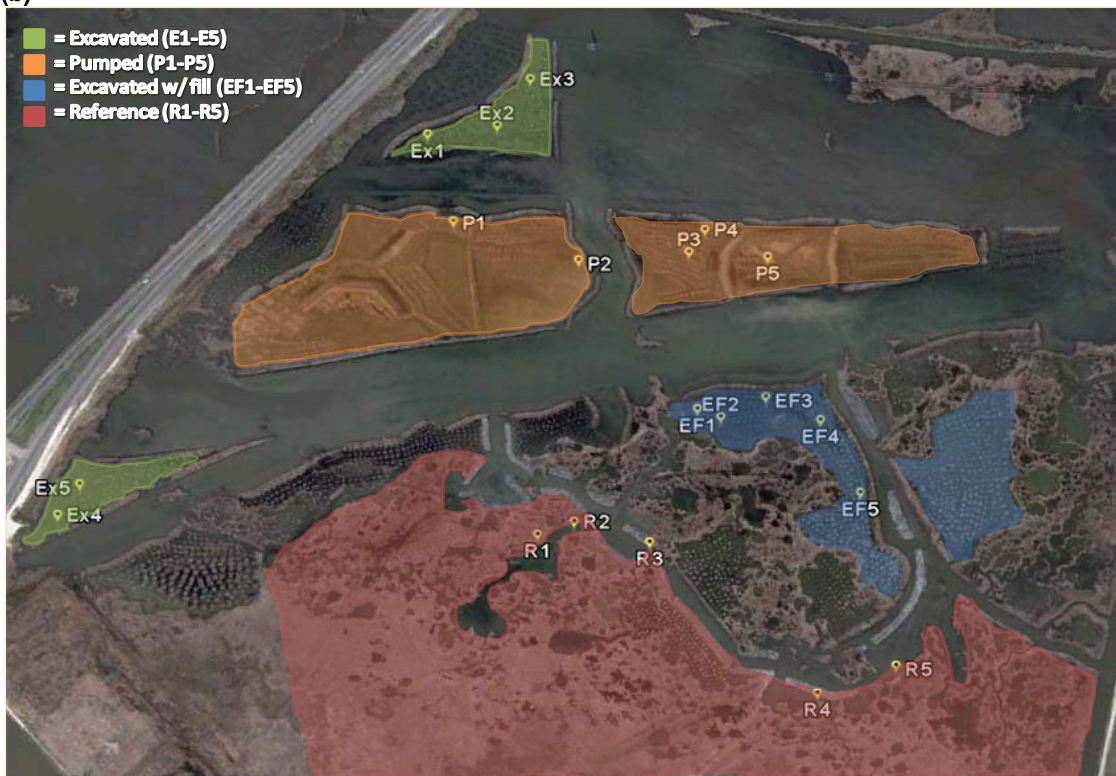 (b)
= Excavated (E1-E5)
= Pumped (P1-P5)
= Excavated w/ fill (EF1-EF5)
= Reference (R1-R5)
Ex3
Ex2
Ex1
P1
P2
P3
P4
P5
EF2
EF3
EF1
EF4
Ex5
Ex4
EF5
R2
R1
R3
R5
R4